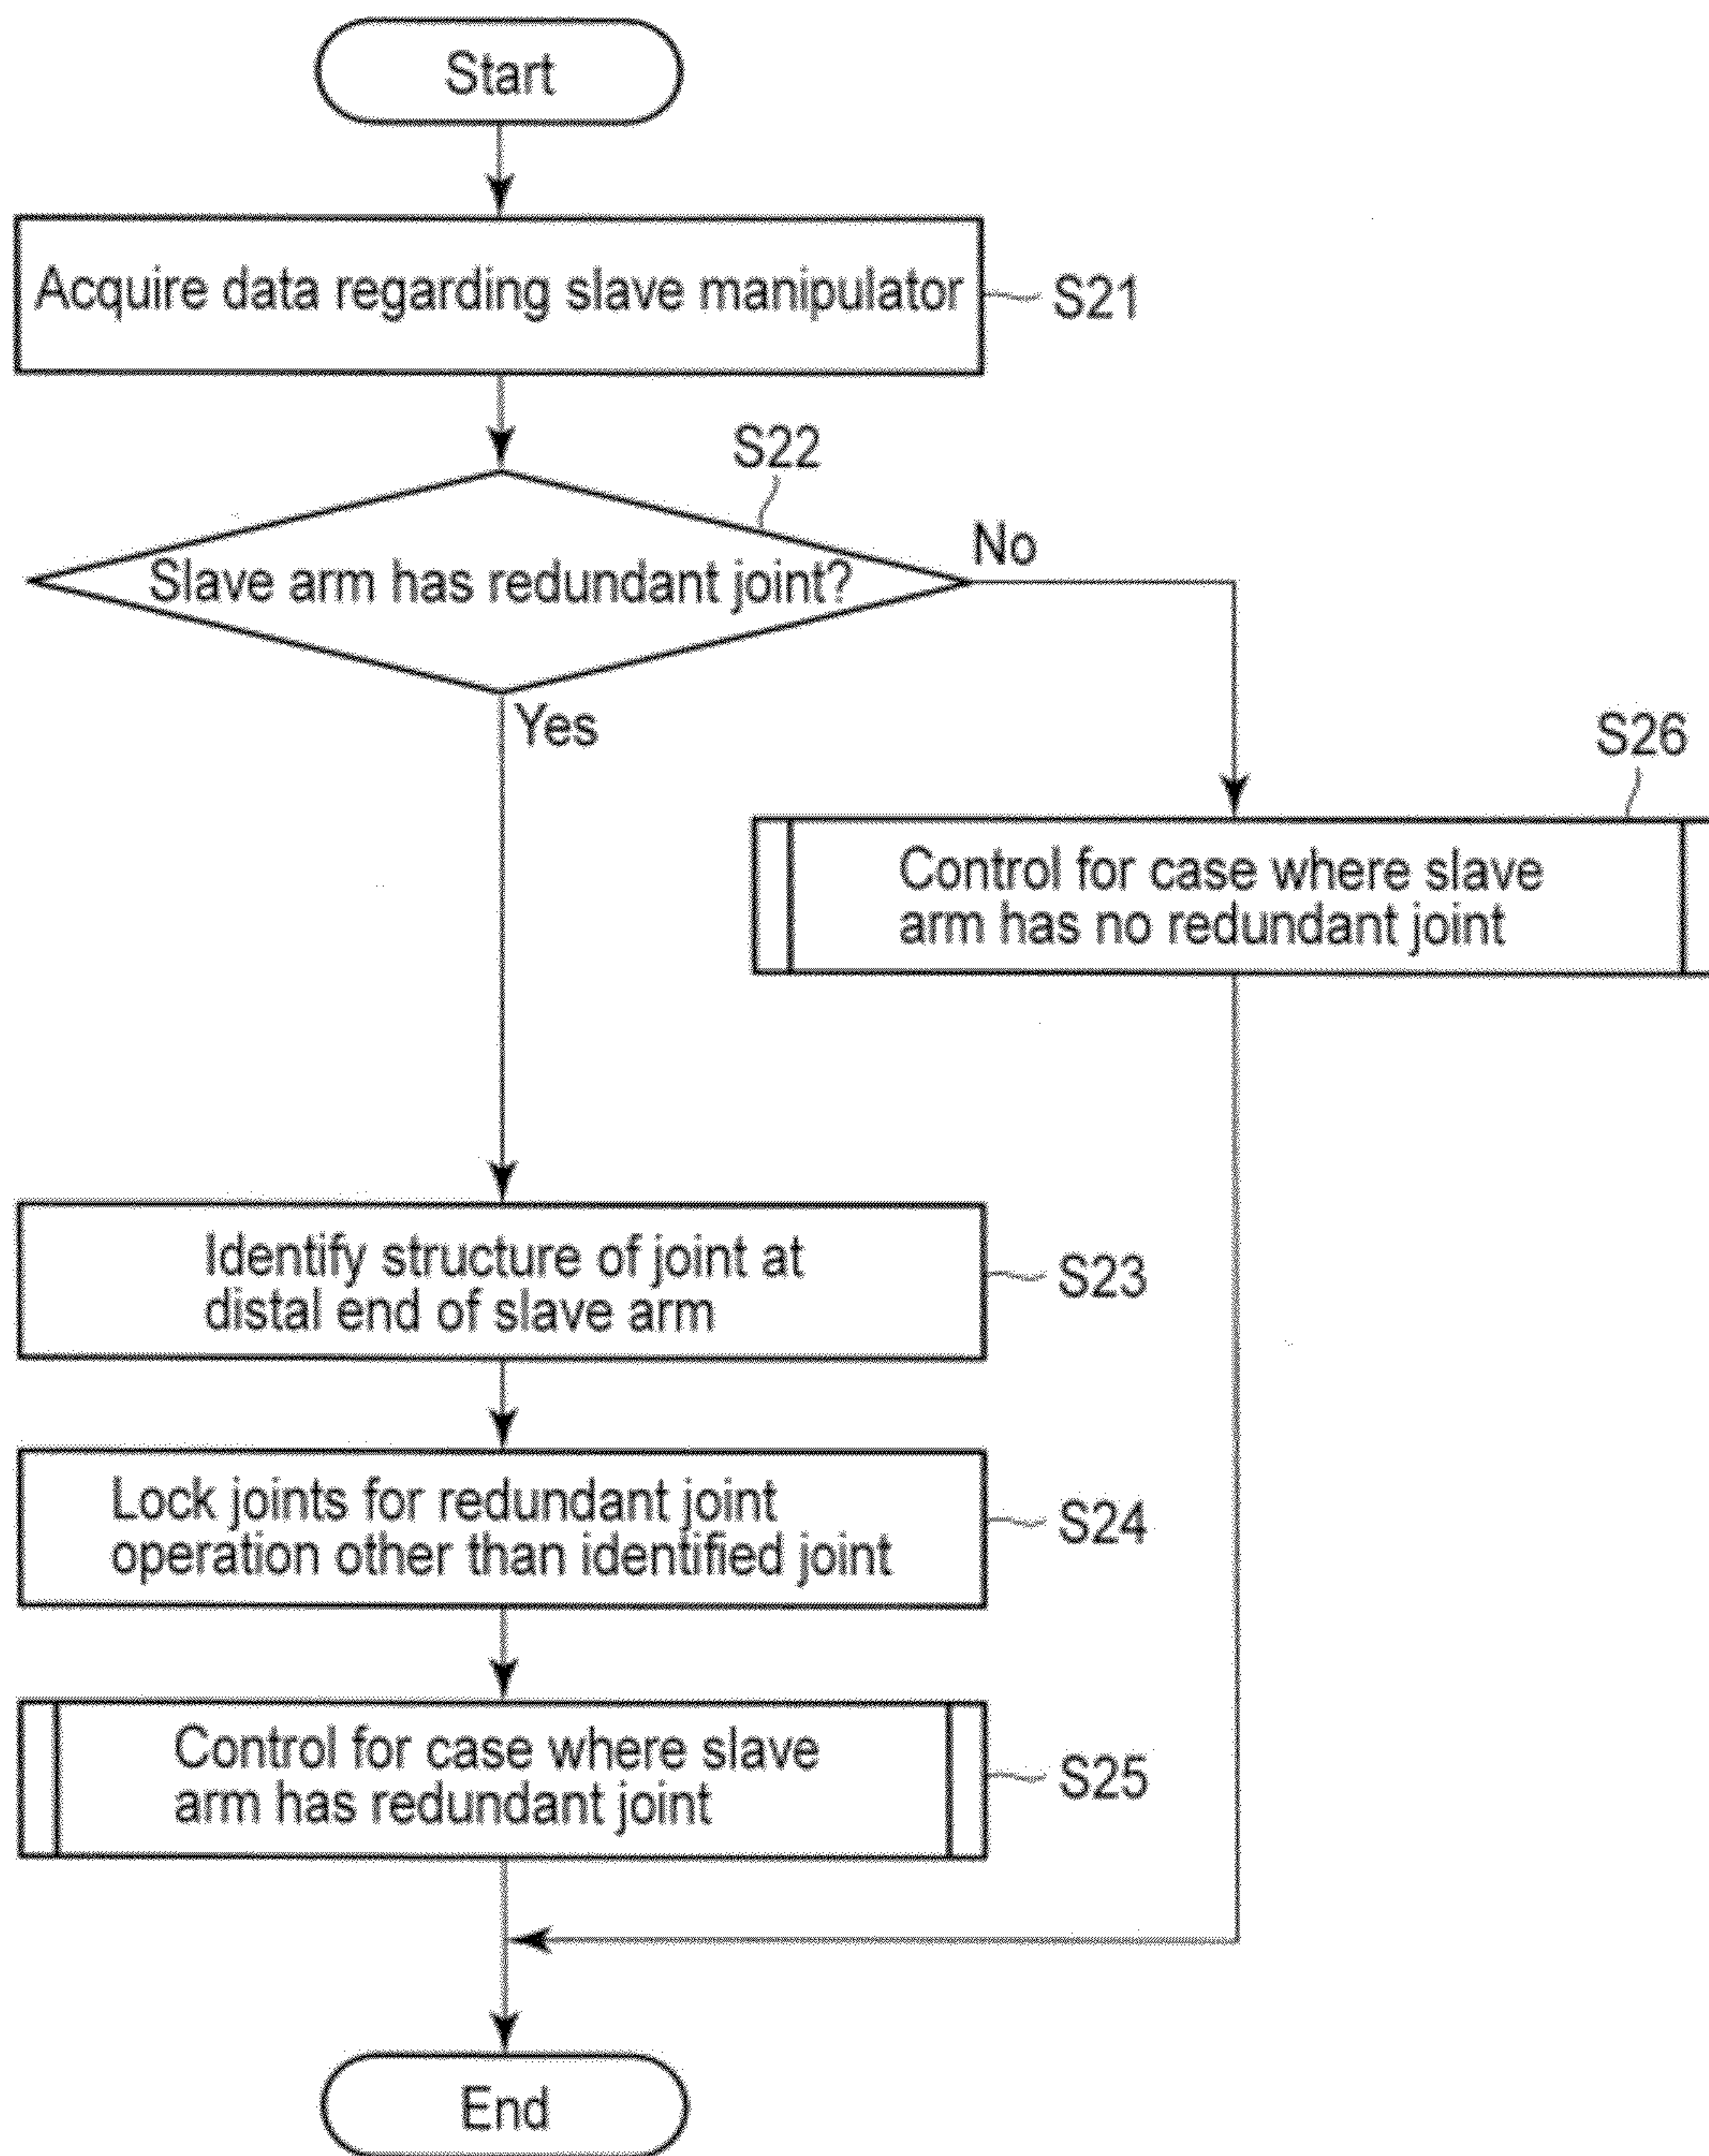 Start
Acquire data regarding slave manipulator
S21
S22
Slave arm has redundant joint?
No
Yes
S26
Control for case where slave
arm has no redundant joint
Identify structure of joint at
distal end of slave arm
S23
Lock joints for redundant joint
operation other than identified joint
S24
Control for case where slave
arm has redundant joint
S25
End